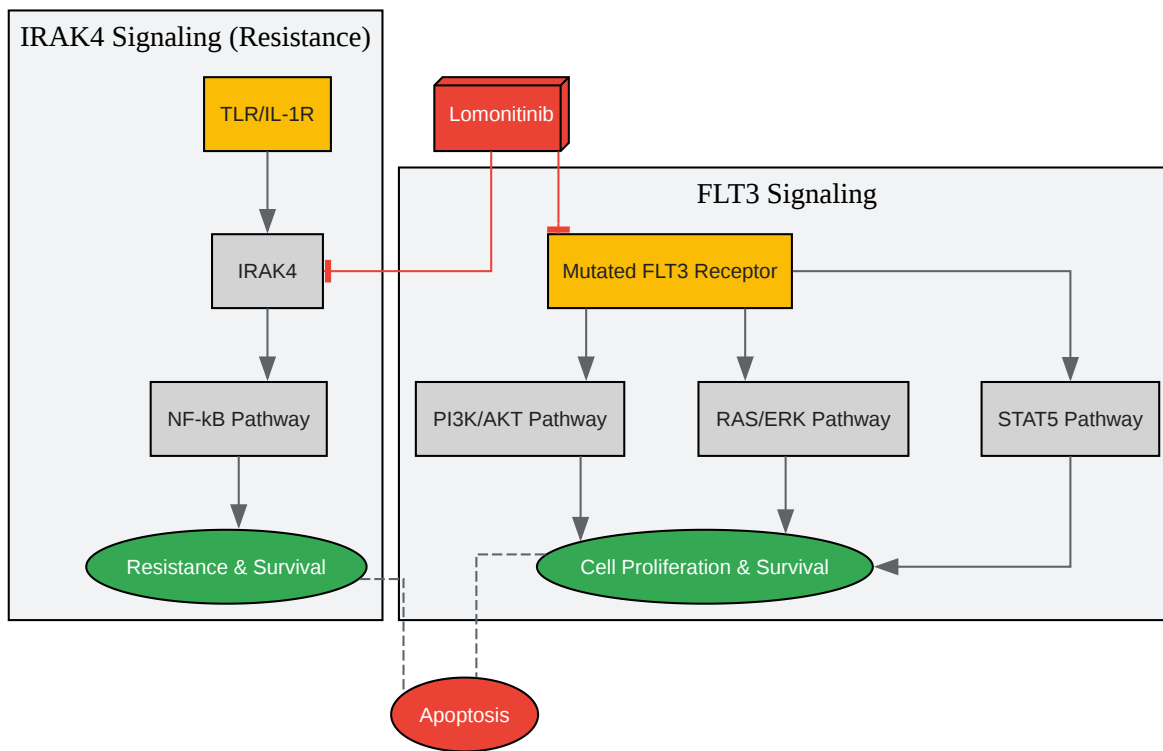 IRAK4 Signaling (Resistance)
TLR/IL-1R
Lomonitinib
FLT3 Signaling
IRAK4
Mutated FLT3 Receptor
NF-kB Pathway
PI3K/AKT Pathway
RAS/ERK Pathway
STAT5 Pathway
Resistance & Survival
Cell Proliferation & Survival
Apoptosis